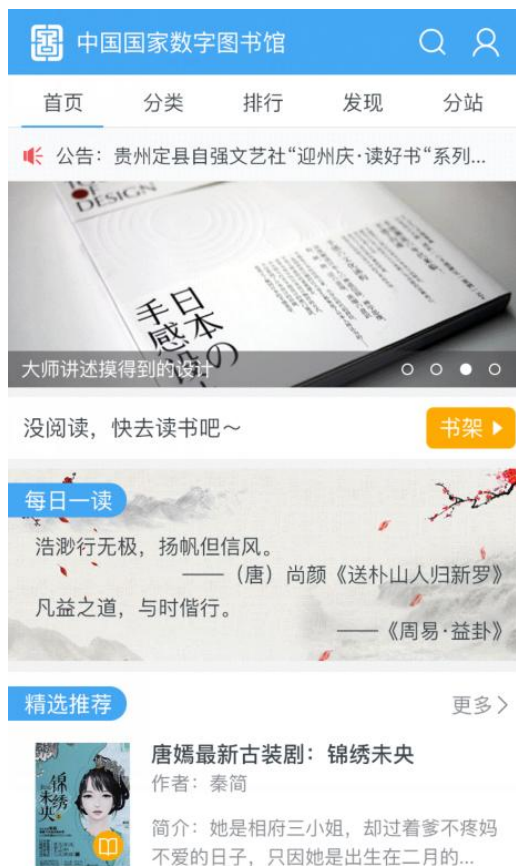 中国国家数字图书馆
首页 分类 排行 发现 分站
公告：贵州定县自强文艺社“迎州庆·读好书“系列...
OF
DESIGN
日本の
手感設計
大师讲述摸得到的设计
没阅读，快去读书吧～
书架
每日一读
浩渺行无极，扬帆但信风。
——（唐）尚颜《送朴山人归新罗》
凡益之道，与时偕行。
——《周易·益卦》
精选推荐
更多
唐嫣最新古装剧：锦绣未央
作者：秦简
锦绣
未央
简介：她是相府三小姐，却过着爹不疼妈
不爱的日子，只因她是出生在二月的...